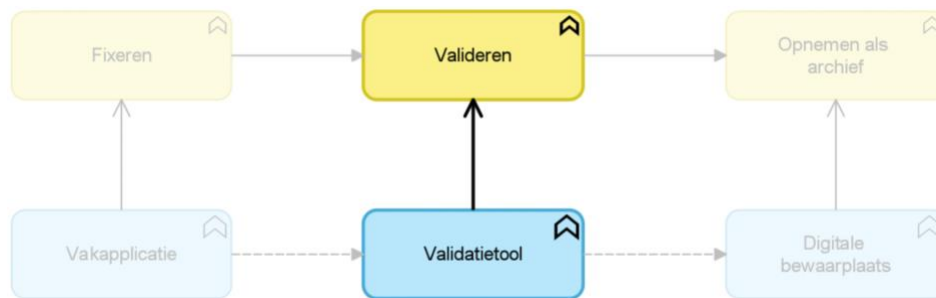 Fixeren
Valideren
Opnemen als
archief
Vakapplicatie
Validatietool
Digitale
bewaarplaats